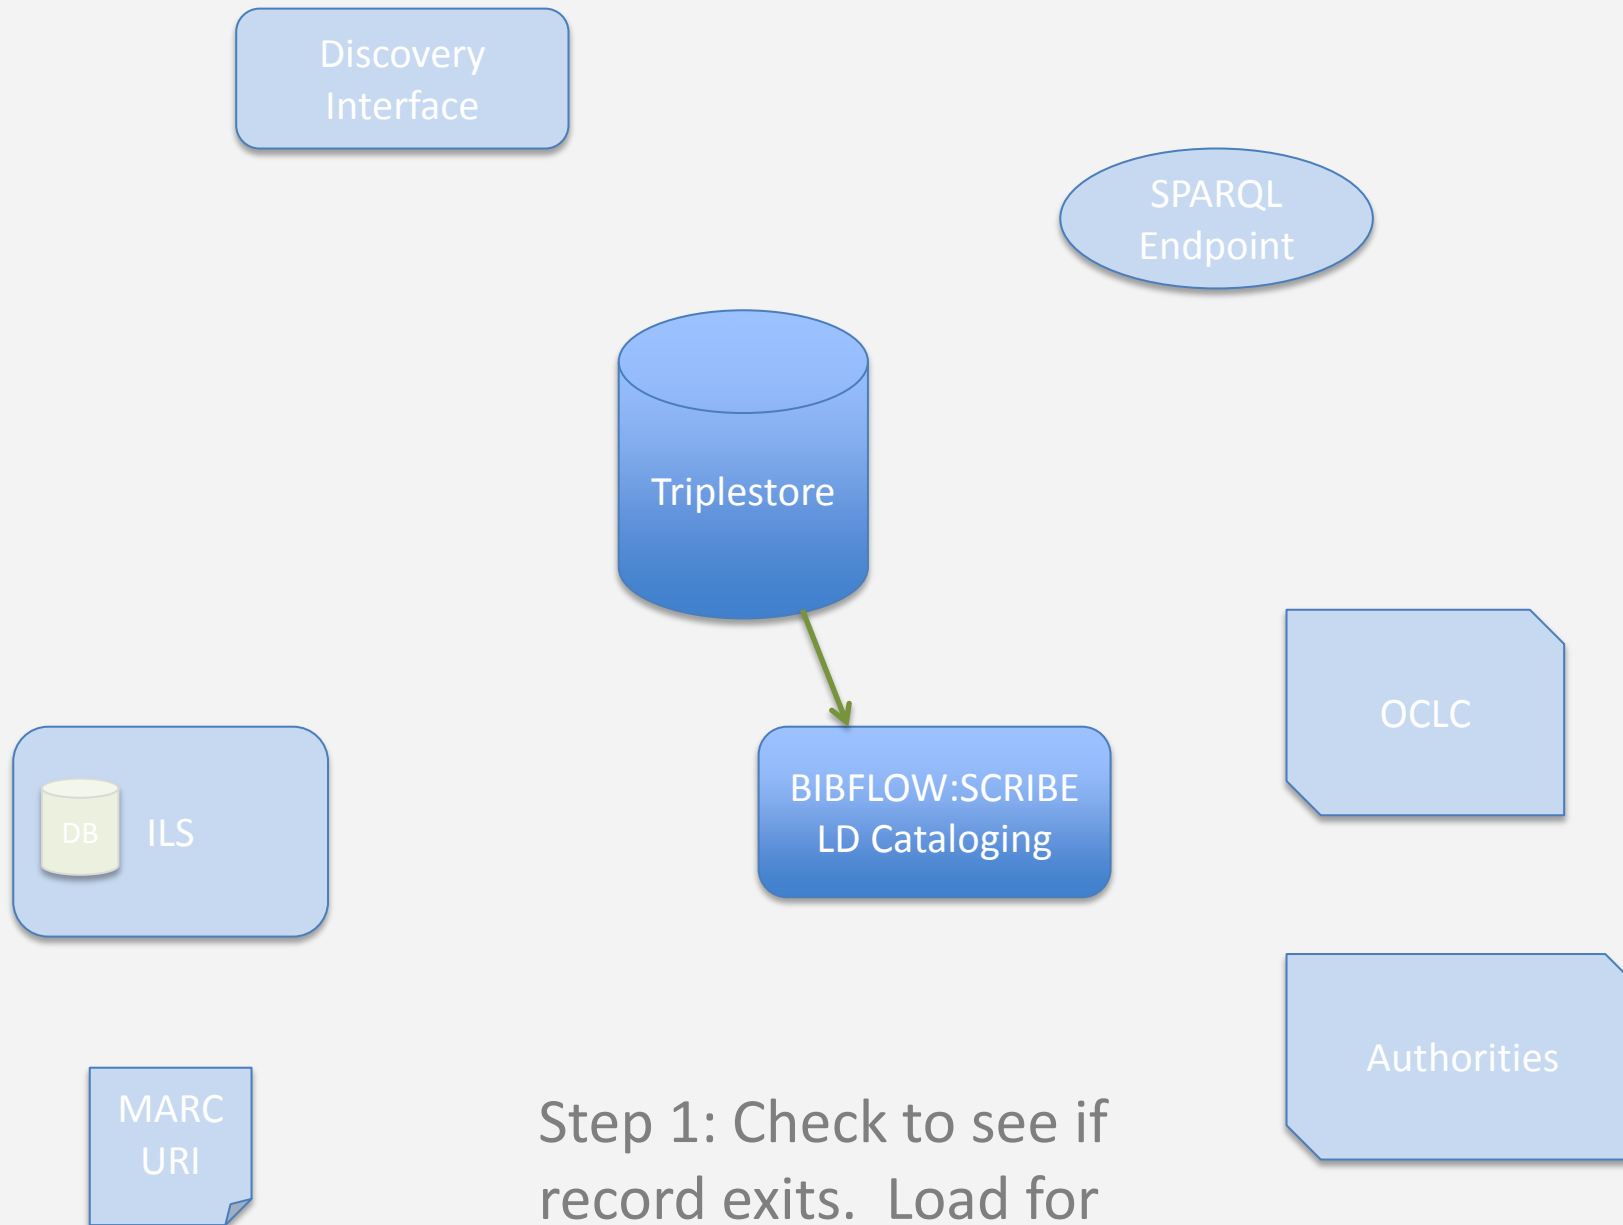 Discovery
Interface
SPARQL
Endpoint
Triplestore
OCLC
BIBFLOW:SCRIBE
LD Cataloging
DB
ILS
Authorities
MARC
URI
Step 1: Check to see if
record exits.  Load for